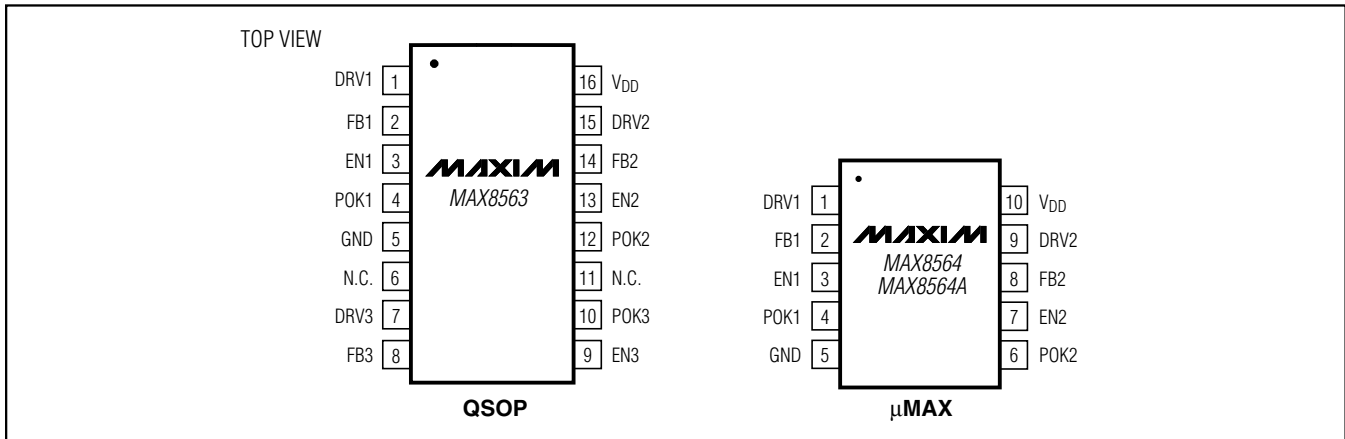 TOP VIEW
DRV1 1
FB1 2
EN1 3
POK1 4
GND 5
N.C. 6
DRV3 7
FB3 8
16 VDD
15 DRV2
14 FB2
13 EN2
12 POK2
11 N.C.
10 POK3
9 EN3
MAXIM
MAX8563
QSOP
DRV1 1
FB1 2
EN1 3
POK1 4
GND 5
10 VDD
9 DRV2
8 FB2
7 EN2
6 POK2
MAXIM
MAX8564
MAX8564A
µMAX